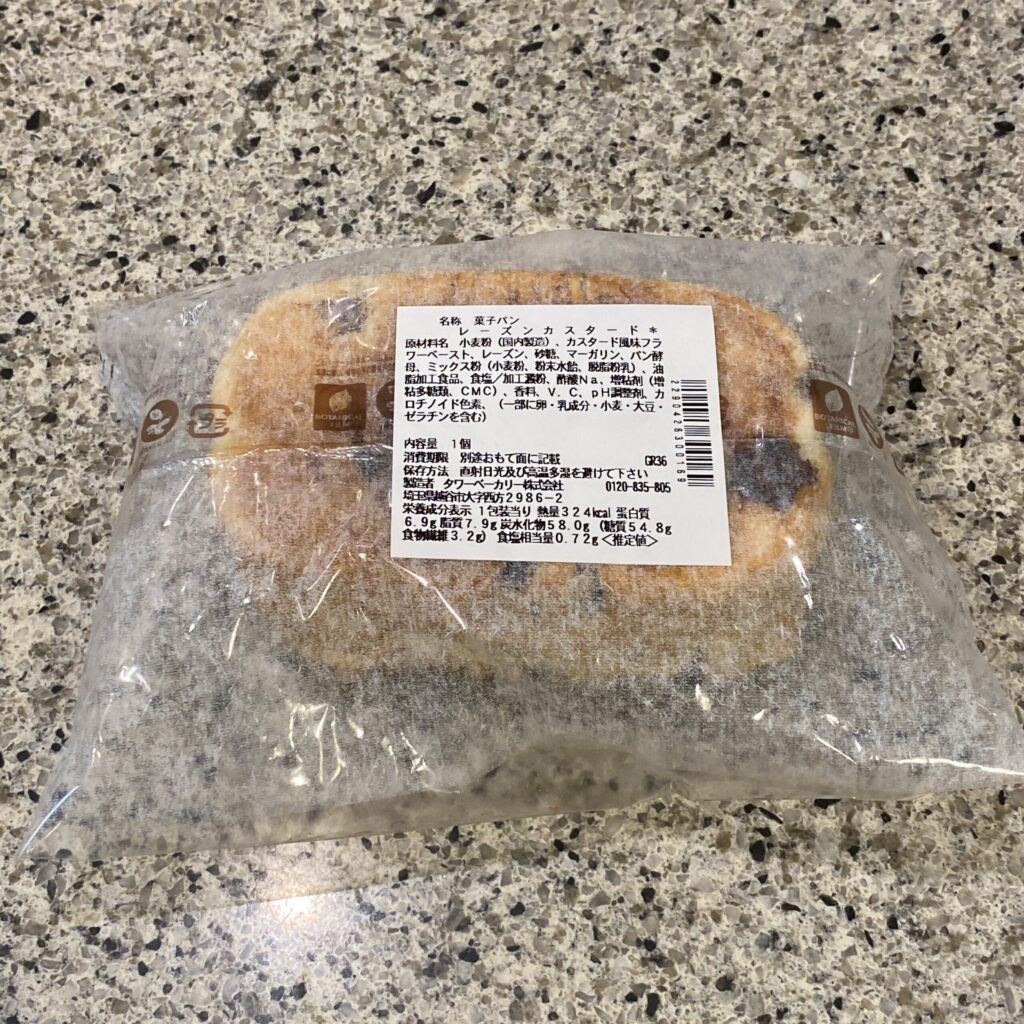 名称 菓子パン
レーズンカスタード*
原材料名 小麦粉(国内製造)、カスタード風味フラ
ワーペースト、レーズン、砂糖、マーガリン、パン酵
母、ミックス粉(小麦粉、粉末水飴、脱脂粉乳)、油
脂加工食品、食塩/加工澱粉、酢酸Na、増粘剤(増
粘多糖類、CMC)、香料、V.C、pH調整剤、カ
ロチノイド色素、(一部に卵・乳成分・小麦・大豆・
ゼラチンを含む)
内容量 1個
消費期限 別途おもて面に記載 GR36
保存方法 直射日光及び高温多湿を避けて下さい
製造者 タワーベーカリー株式会社 0120-835-805
埼玉県越谷市大字西方2986-2
栄養成分表示 1包装当り 熱量324kcal 蛋白質
6.9g 脂質7.9g 炭水化物58.0g (糖質54.8g
食物繊維3.2g) 食塩相当量0.72g<推定値>
2290426300169
BOTANICAL
BOTANICAL
プラ